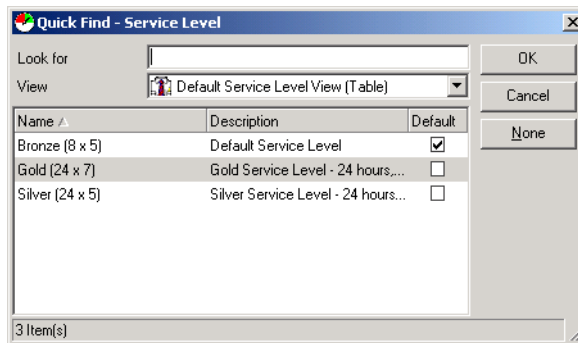 Quick Find - Service Level
Look for
OK
View
Default Service Level View (Table)
Cancel
Name Description Default
None
Bronze (8 x 5) Default Service Level
Gold (24 x 7) Gold Service Level - 24 hours,...
Silver (24 x 5) Silver Service Level - 24 hours...
3 Item(s)